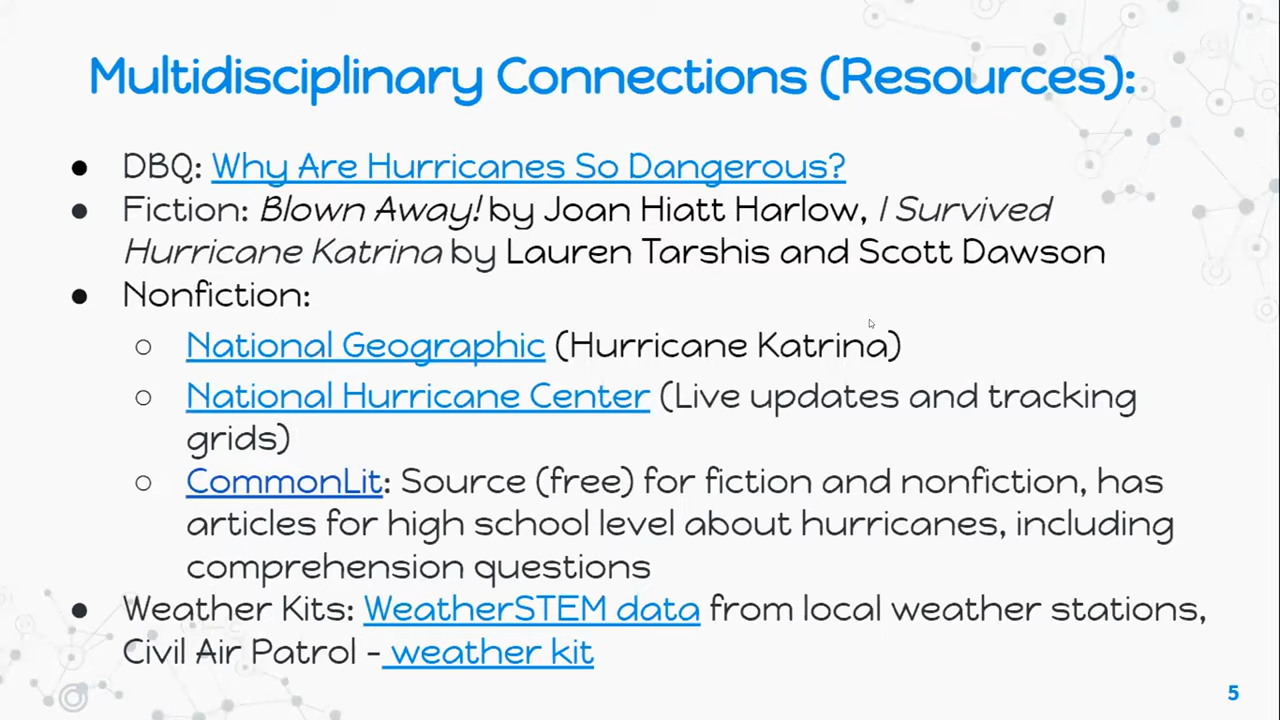 Multidisciplinary Connections (Resources):
● DBQ: Why Are Hurricanes So Dangerous?
● Fiction: Blown Away! by Joan Hiatt Harlow, I Survived
Hurricane Katrina by Lauren Tarshis and Scott Dawson
● Nonfiction:
○ National Geographic (Hurricane Katrina)
○ National Hurricane Center (Live updates and tracking
grids)
○ CommonLit: Source (free) for fiction and nonfiction, has
articles for high school level about hurricanes, including
comprehension questions
● Weather Kits: WeatherSTEM data from local weather stations,
Civil Air Patrol - weather kit
5